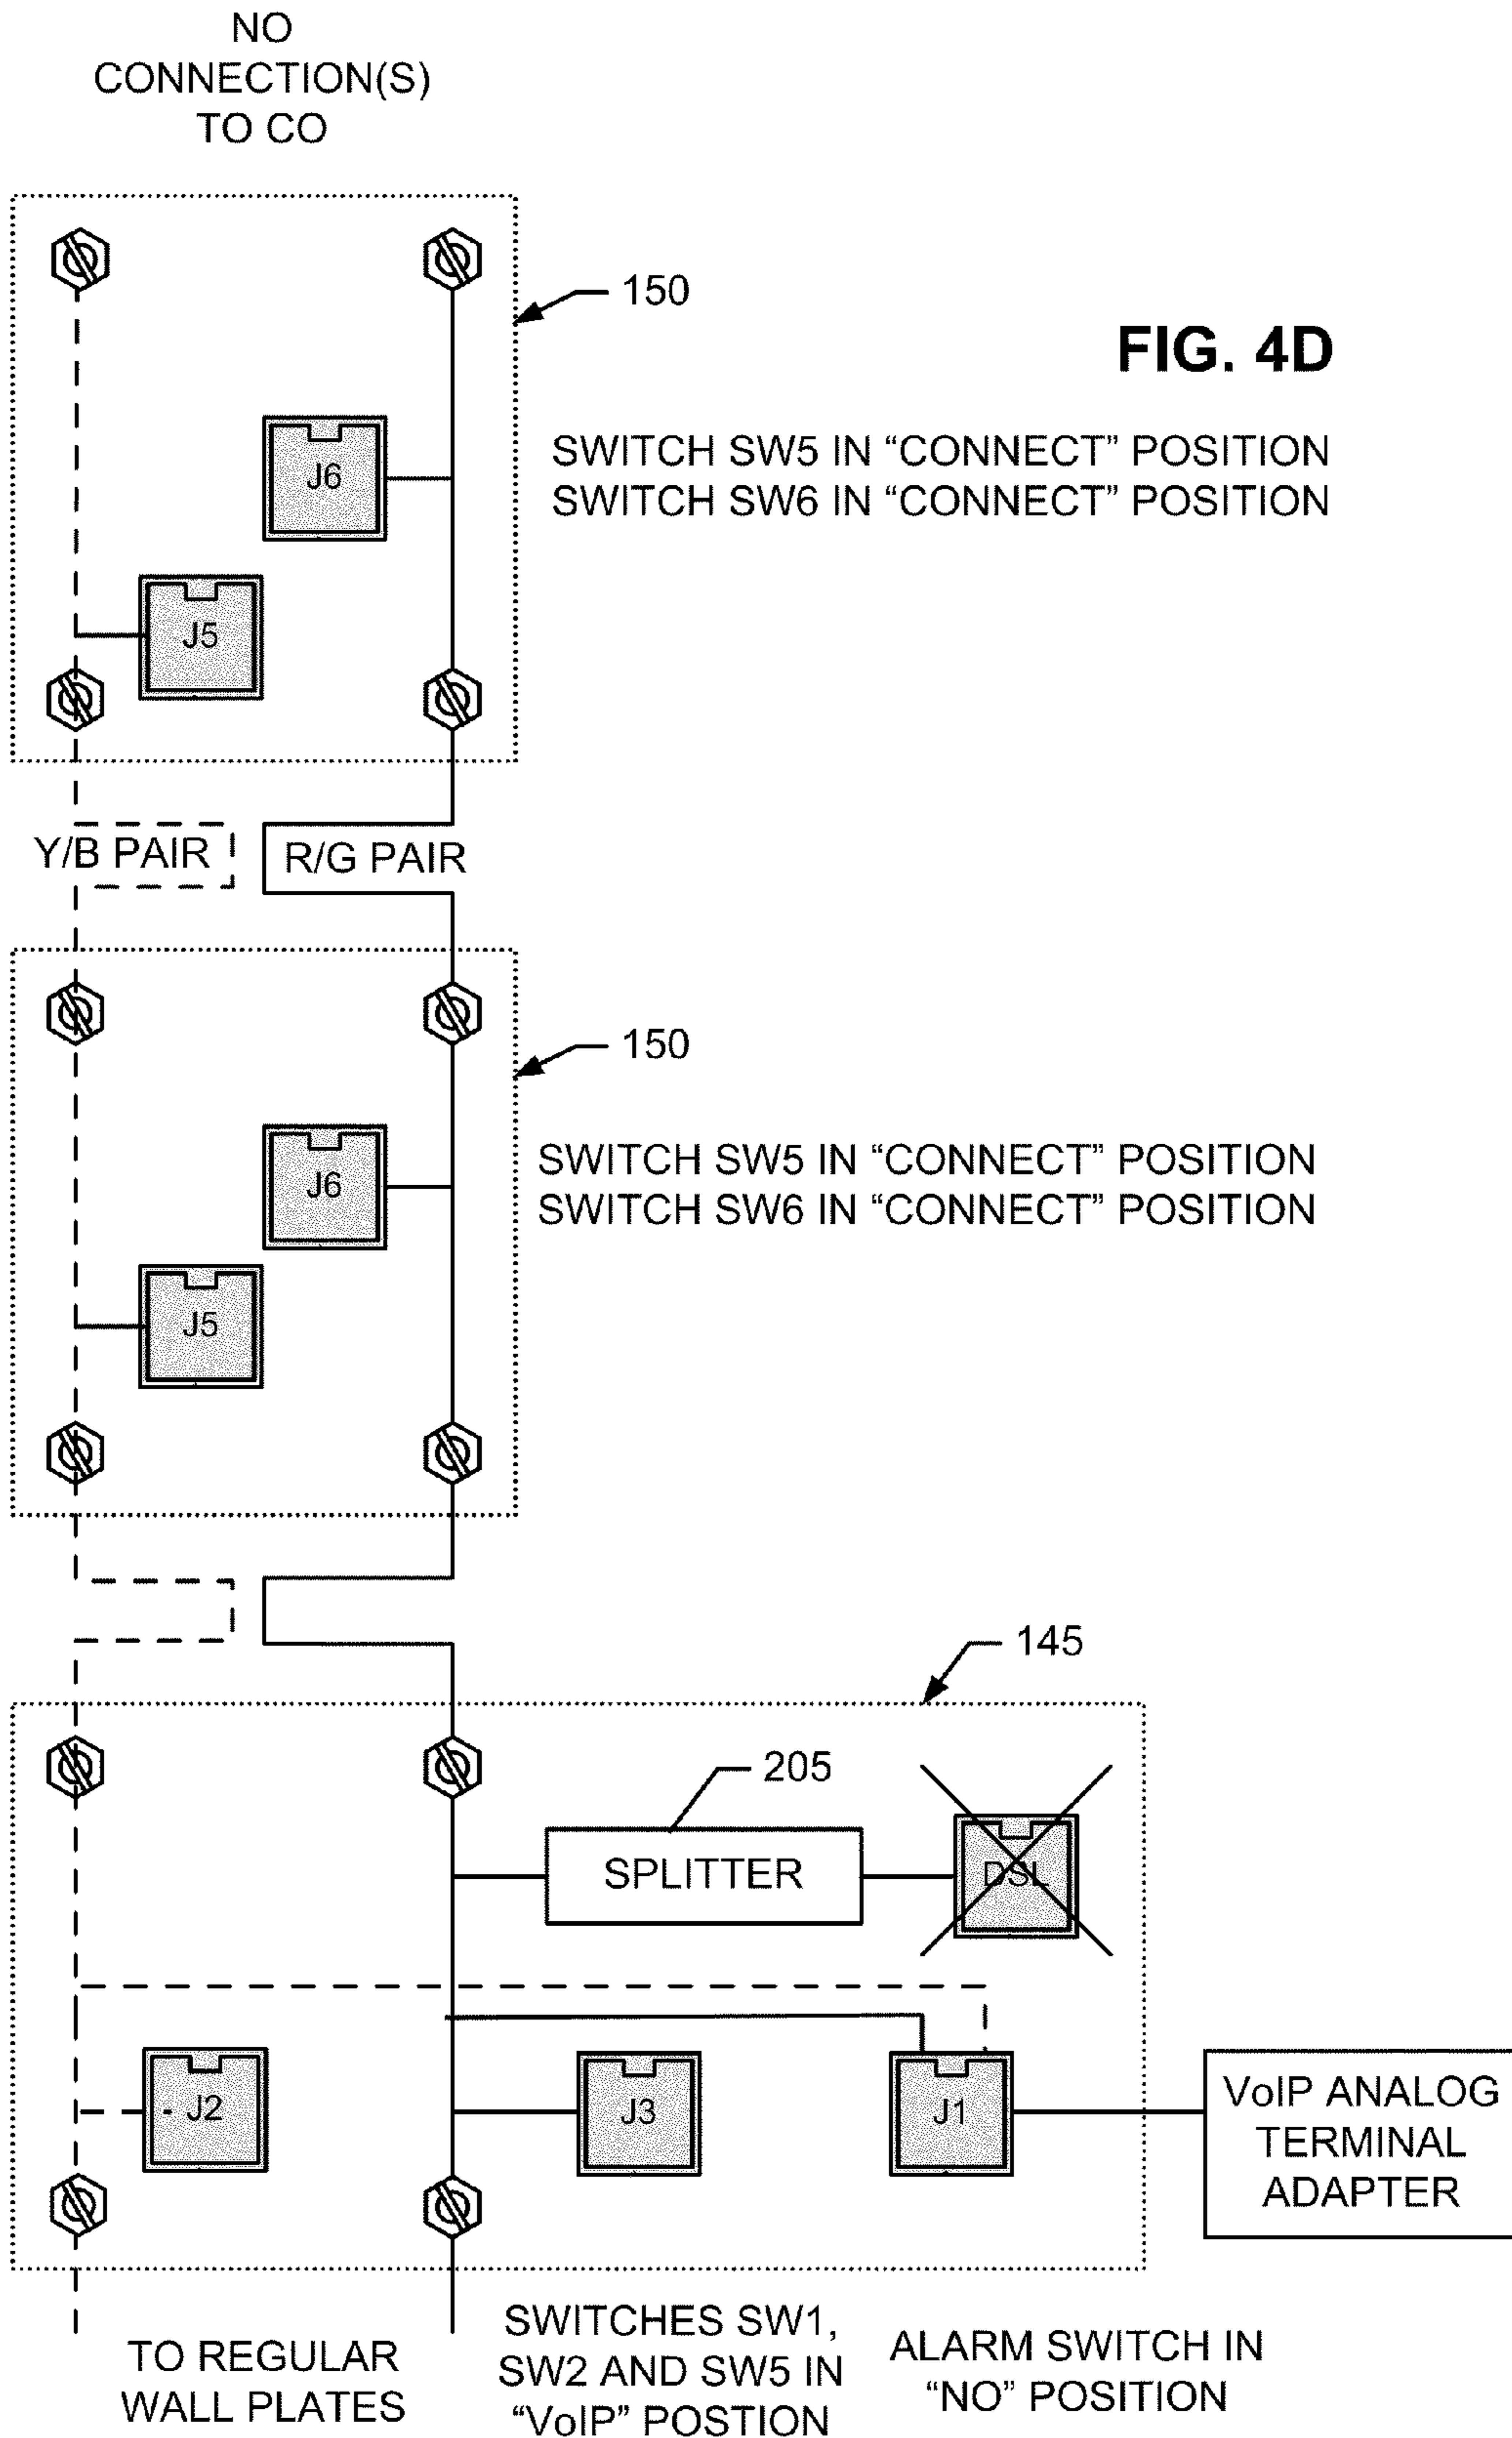 NO
CONNECTION(S)
TO CO
150
FIG. 4D
J6
SWITCH SW5 IN “CONNECT” POSITION
SWITCH SW6 IN “CONNECT” POSITION
J5
Y/B PAIR
R/G PAIR
150
J6
SWITCH SW5 IN “CONNECT” POSITION
SWITCH SW6 IN “CONNECT” POSITION
J5
145
205
SPLITTER
DSL
J2
J3
J1
VoIP ANALOG
TERMINAL
ADAPTER
TO REGULAR
WALL PLATES
SWITCHES SW1,
SW2 AND SW5 IN
“VoIP” POSTION
ALARM SWITCH IN
“NO” POSITION